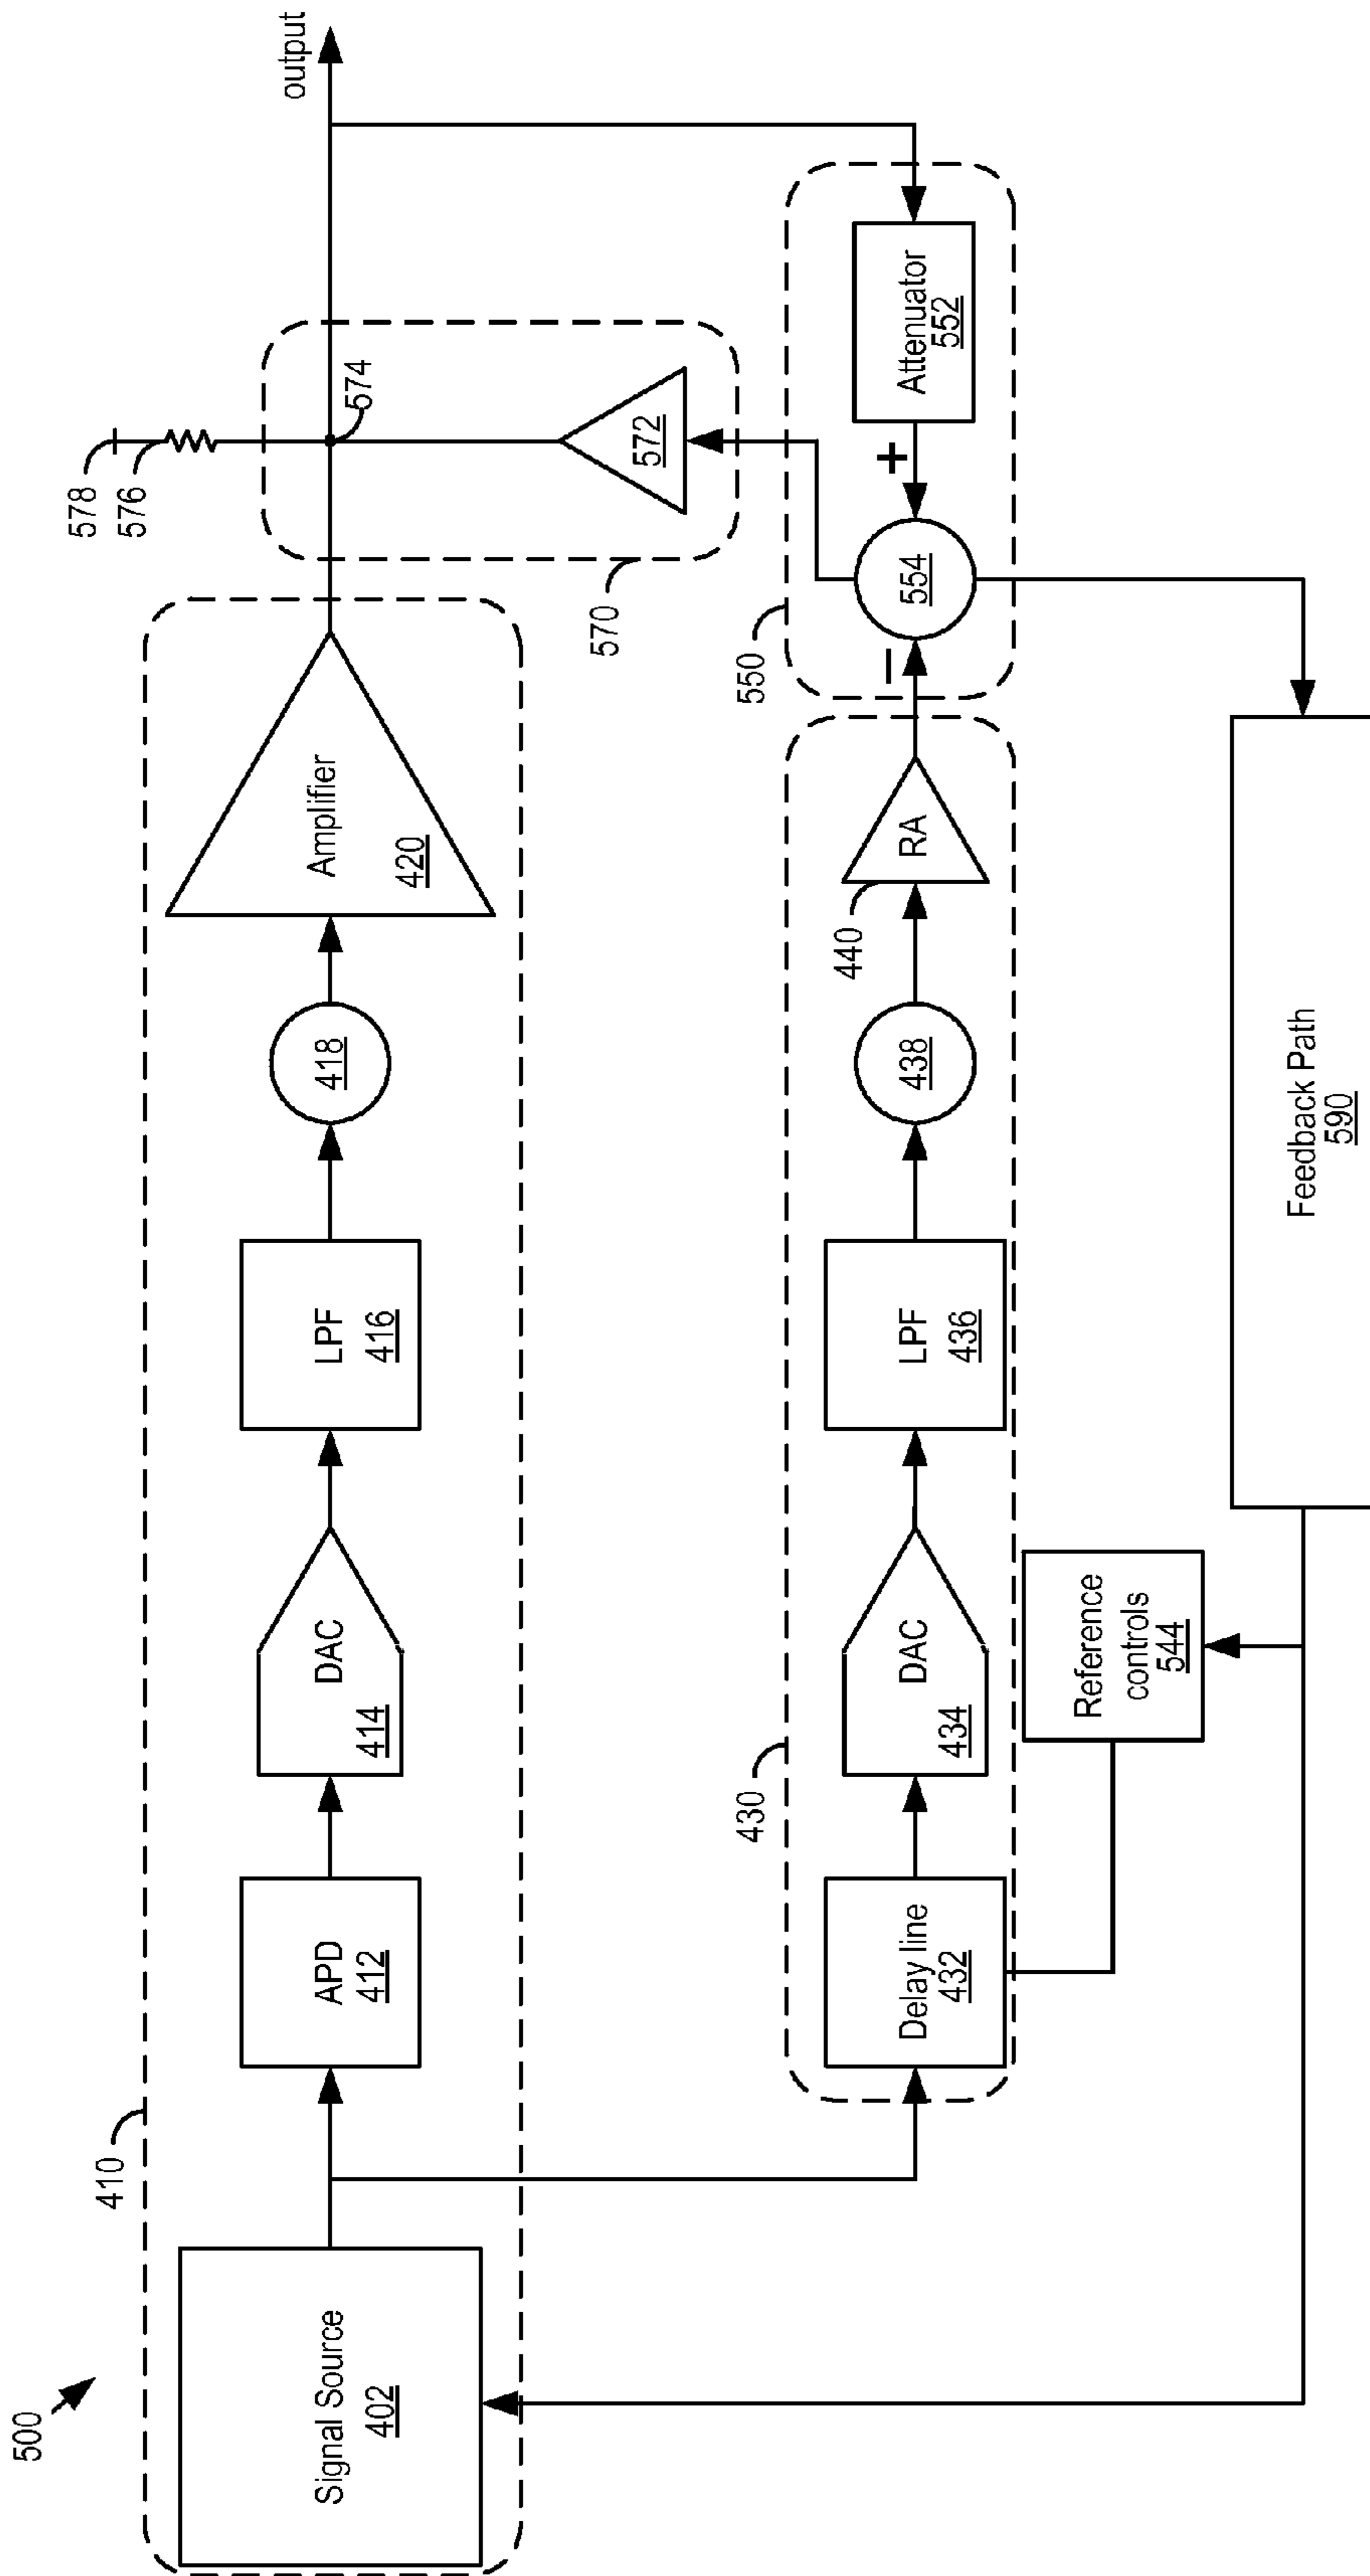 500
410
Signal Source
402
APD
412
DAC
414
LPF
416
418
Amplifier
420
578
576
574
output
570
572
430
Delay line
432
DAC
434
LPF
436
438
440
RA
550
554
−
+
Attenuator
552
Reference
controls
544
Feedback Path
590